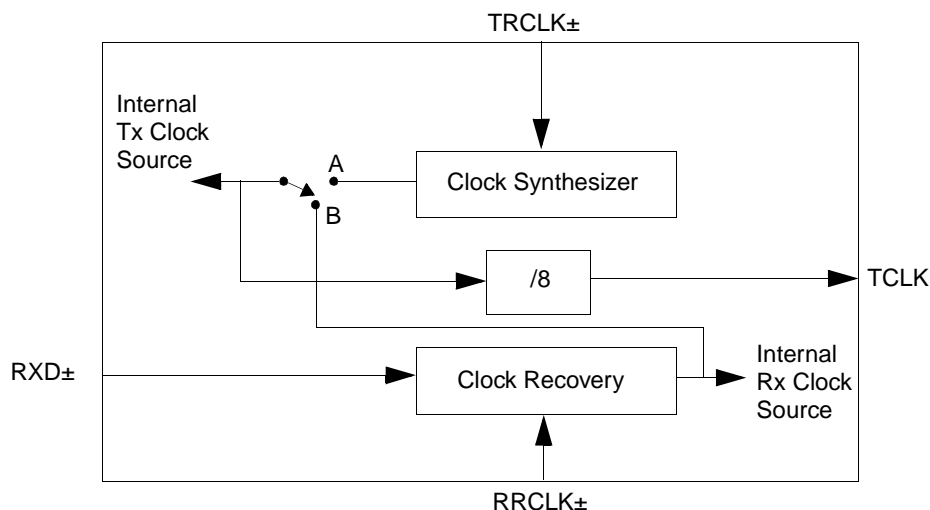 TRCLK±
Internal
Tx Clock
Source
A
Clock Synthesizer
B
/8
TCLK
RXD±
Clock Recovery
Internal
Rx Clock
Source
RRCLK±